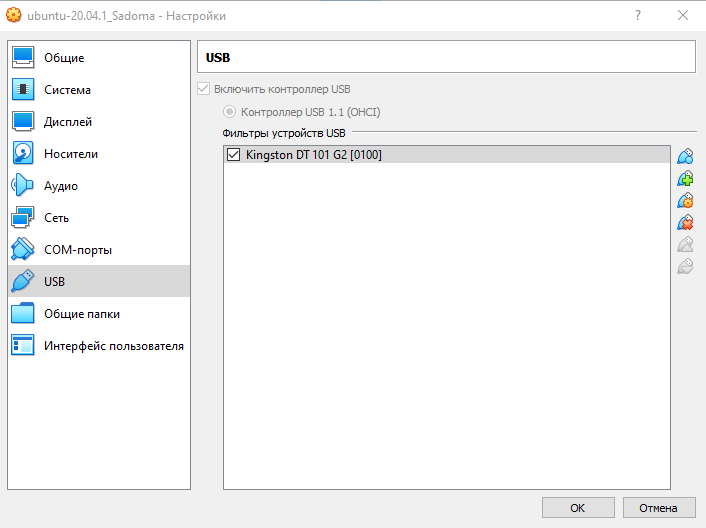 ubuntu-20.04.1_Sadoma - Настройки
?
Общие
Система
Дисплей
Носители
Аудио
Сеть
COM-порты
USB
Общие папки
Интерфейс пользователя
USB
Включить контроллер USB
Контроллер USB 1.1 (OHCI)
Фильтры устройств USB
Kingston DT 101 G2 [0100]
OK
Отмена